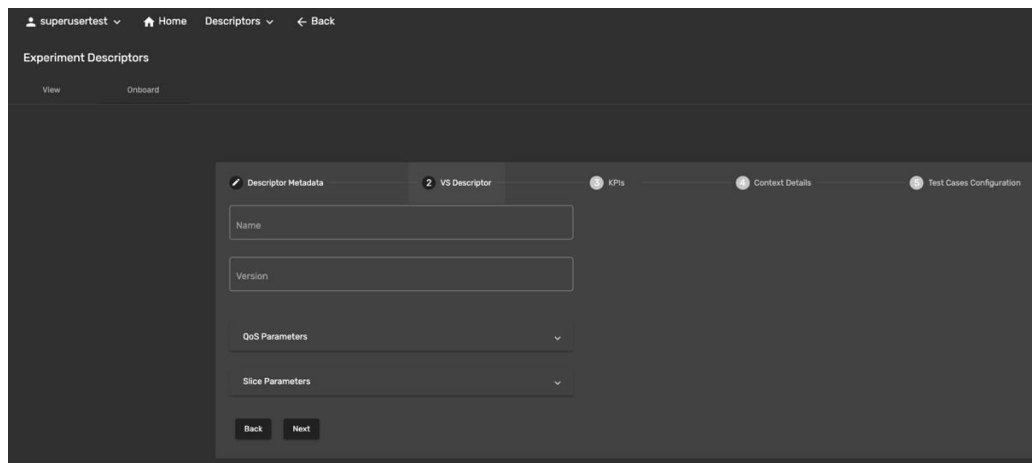 superusertest Home Descriptors Back
Experiment Descriptors
View Onboard
Descriptor Metadata 2 VS Descriptor 3 KPIs 4 Context Details 5 Test Cases Configuration
Name
Version
QoS Parameters
Slice Parameters
Back Next